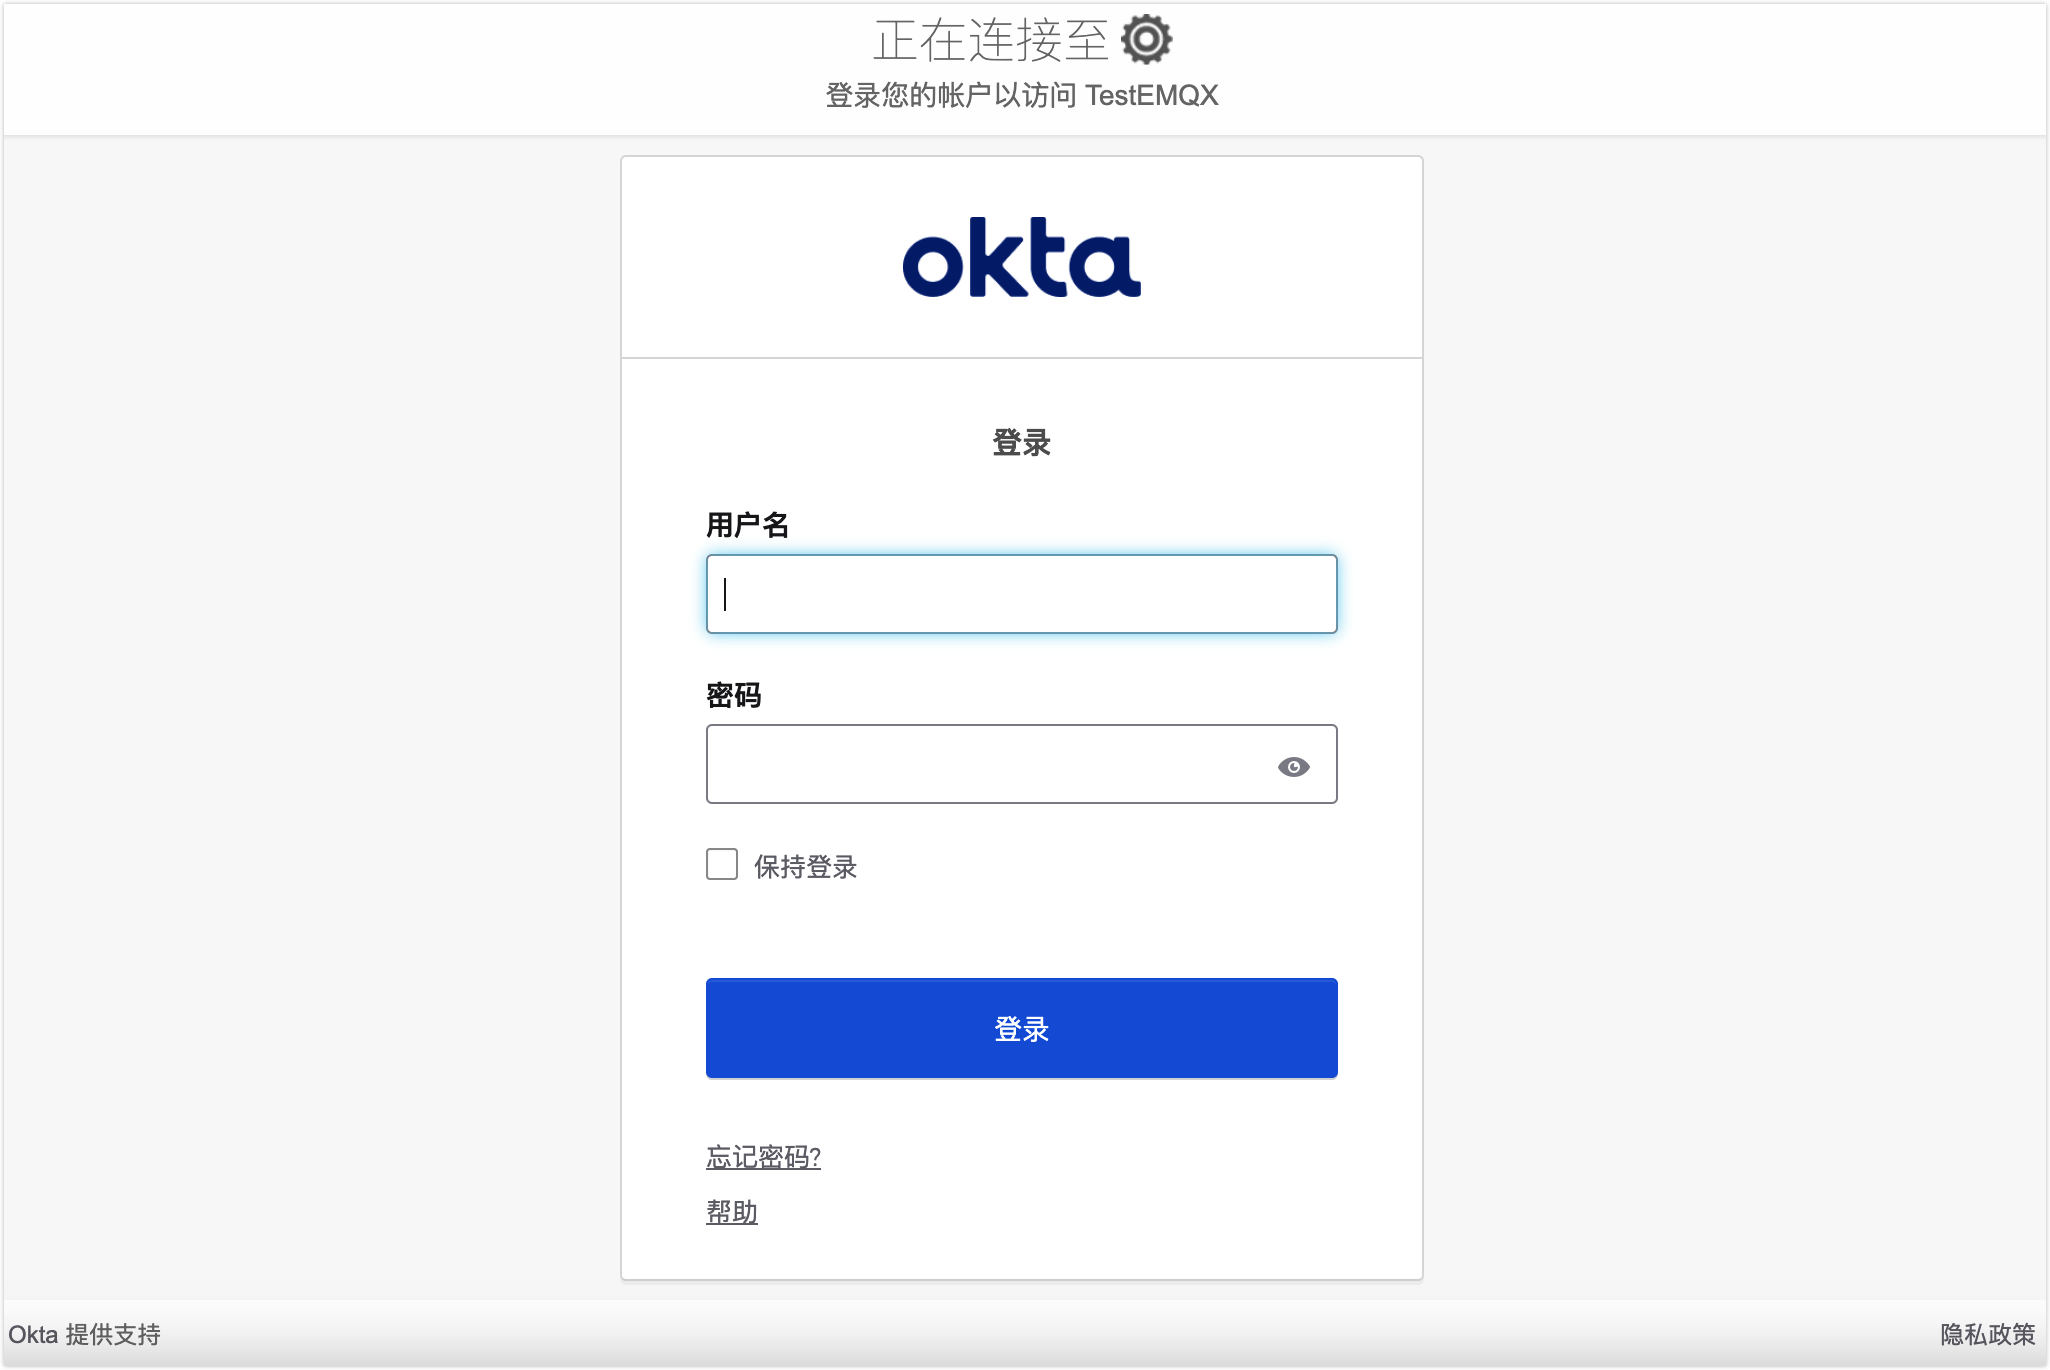 正在连接至
登录您的帐户以访问 TestEMQX
okta
登录
用户名
密码
保持登录
登录
忘记密码?
帮助
Okta 提供支持
隐私政策